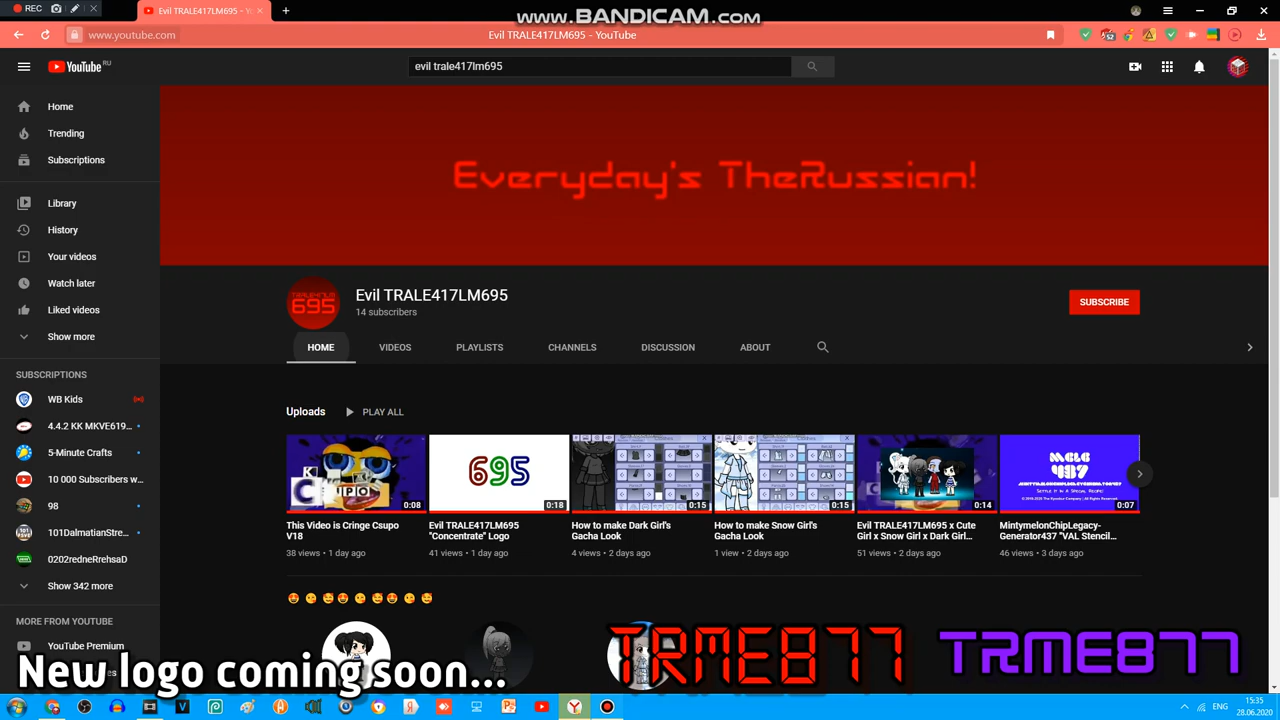 REC
Evil TRALE417LM695 - Y
www.BANDICAM.com
www.youtube.com
Evil TRALE417LM695 – YouTube
52
YouTube RU
evil trale417lm695
Home
Trending
Subscriptions
Library
History
Your videos
Watch later
Liked videos
Show more
SUBSCRIPTIONS
WB Kids
4.4.2 KK MKVE619...
5-Minute Crafts
10 000 Subscribers w...
98
101DalmatianStre...
0202redneRrehsaD
Show 342 more
MORE FROM YOUTUBE
YouTube Premium
Everyday's TheRussian!
695
Evil TRALE417LM695
14 subscribers
SUBSCRIBE
HOME
VIDEOS
PLAYLISTS
CHANNELS
DISCUSSION
ABOUT
Uploads
PLAY ALL
0:08
695
0:18
0:15
0:15
0:14
MCLG
437
0:07
This Video is Cringe Csupo
V18
38 views • 1 day ago
Evil TRALE417LM695
"Concentrate" Logo
41 views • 1 day ago
How to make Dark Girl's
Gacha Look
4 views • 2 days ago
How to make Snow Girl's
Gacha Look
1 view • 2 days ago
Evil TRALE417LM695 x Cute
Girl x Snow Girl x Dark Girl...
51 views • 2 days ago
MintymelonChipLegacy-
Generator437 "VAL Stencil...
46 views • 3 days ago
New logo coming soon...
TRME877
TRME877
ENG
15:35
28.06.2020